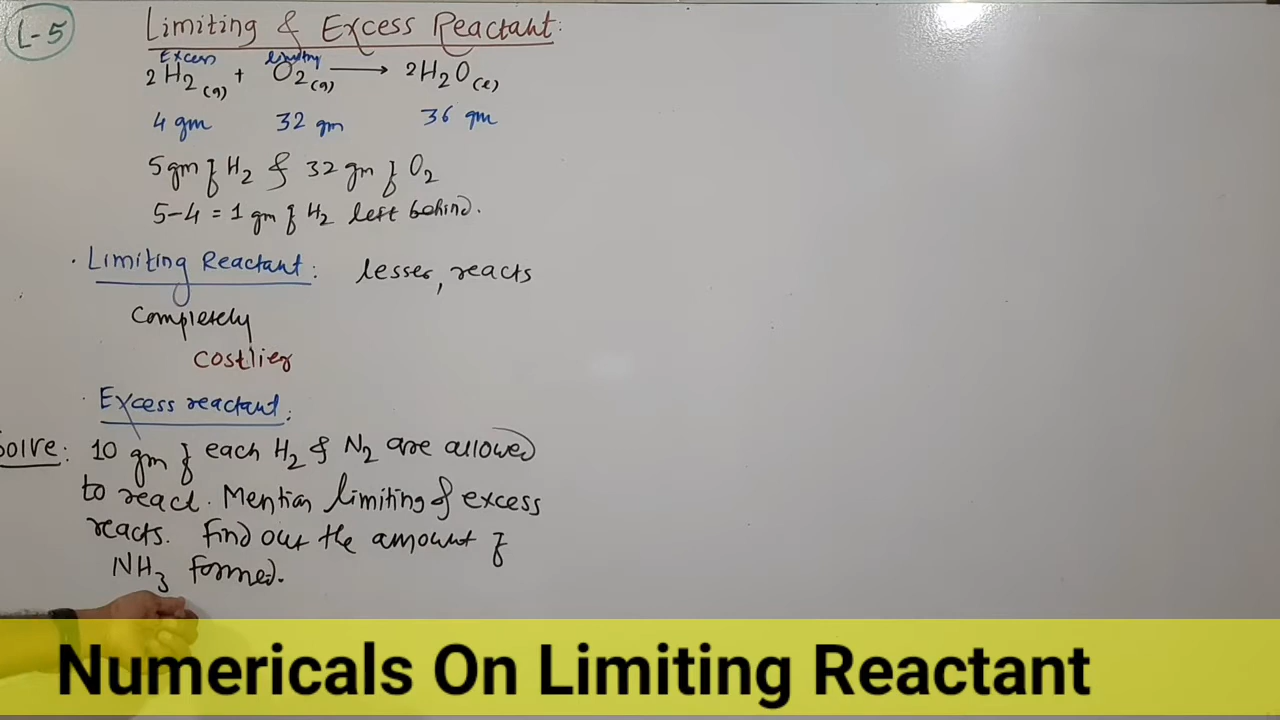 L-5
Limiting & Excess Reactant:
Excess limiting
2H2(g) + O2(g) → 2H2O(l)
4 gm 32 gm 36 gm
5 gm of H2 & 32 gm of O2
5-4 = 1 gm of H2 left behind.
· Limiting Reactant: lesser, reacts
Completely
costlier
· Excess reactant:
Solve: 10 gm of each H2 & N2 are allowed
to react. Mention limiting & excess
reacts. Find out the amount of
NH3 formed.
Numericals On Limiting Reactant